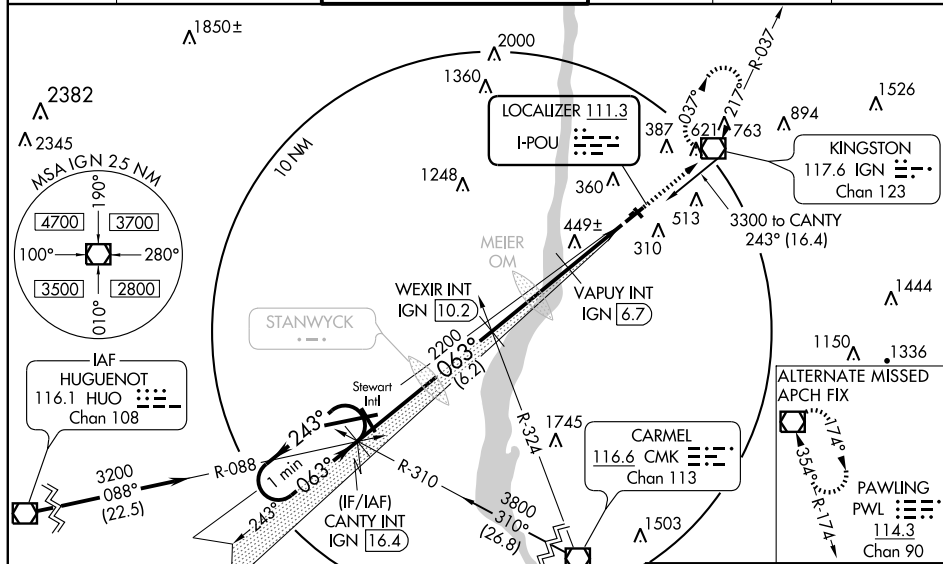 1850±
2000
1360
2382
2345
LOCALIZER 111.3
I-POU
387
621
763
894
1526
037°
217°
R-037
KINGSTON
117.6 IGN
Chan 123
MSA IGN 25 NM
190°
4700
3700
100°
280°
3500
2800
010°
10 NM
1248
360
513
310
449±
3300 to CANTY
243° (16.4)
MEIER
OM
WEXIR INT
IGN 10.2
VAPUY INT
IGN 6.7
1444
1150
1336
STANWYCK
2200
063°
(6.2)
IAF
HUGUENOT
116.1 HUO
Chan 108
Stewart
Intl
243°
063°
1 min
243°
3200
088°
(22.5)
R-088
(IF/IAF)
CANTY INT
IGN 16.4
R-310
3800
310°
(26.8)
R-324
1745
CARMEL
116.6 CMK
Chan 113
1503
ALTERNATE MISSED
APCH FIX
174°
354°
R-174
PAWLING
PWL
114.3
Chan 90